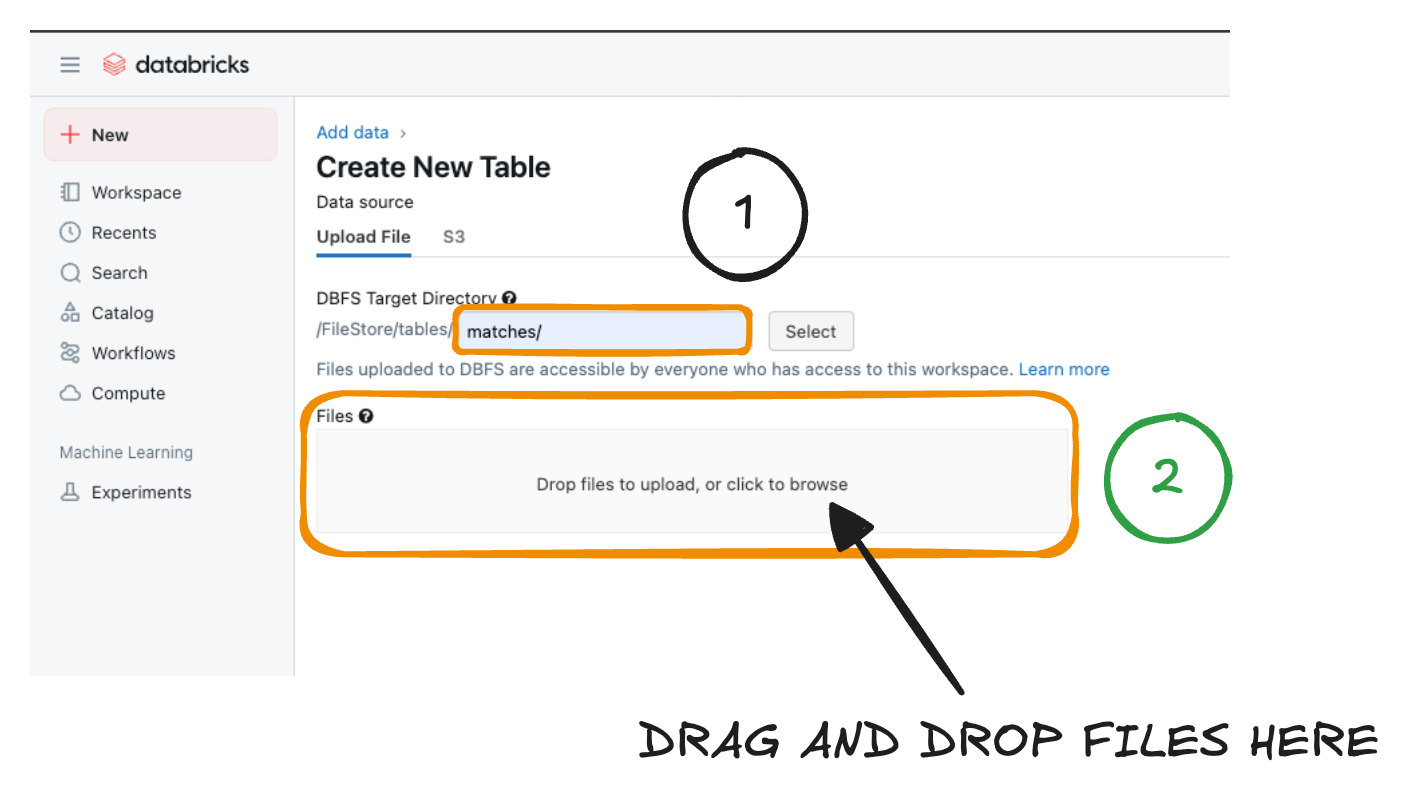 databricks
New
Workspace
Recents
Search
Catalog
Workflows
Compute
Machine Learning
Experiments
Add data ›
Create New Table
Data source
Upload File S3
1
DBFS Target Directory ?
/FileStore/tables/ matches/ Select
Files uploaded to DBFS are accessible by everyone who has access to this workspace. Learn more
Files ?
Drop files to upload, or click to browse
2
DRAG AND DROP FILES HERE